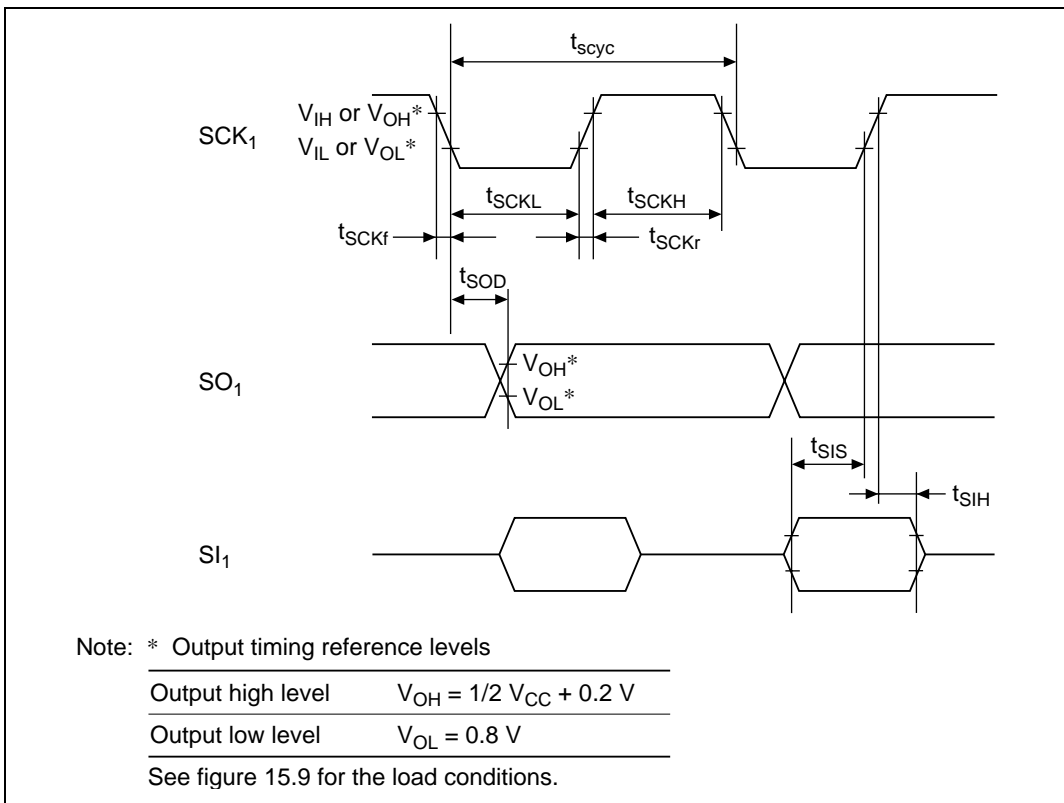 tscyc
VIH or VOH*
SCK1
VIL or VOL*
tSCKL tSCKH
tSCKf tSCKr
tSOD
VOH*
SO1
VOL*
tSIS
tSIH
SI1
Note: * Output timing reference levels
Output high level VOH = 1/2 VCC + 0.2 V
Output low level VOL = 0.8 V
See figure 15.9 for the load conditions.